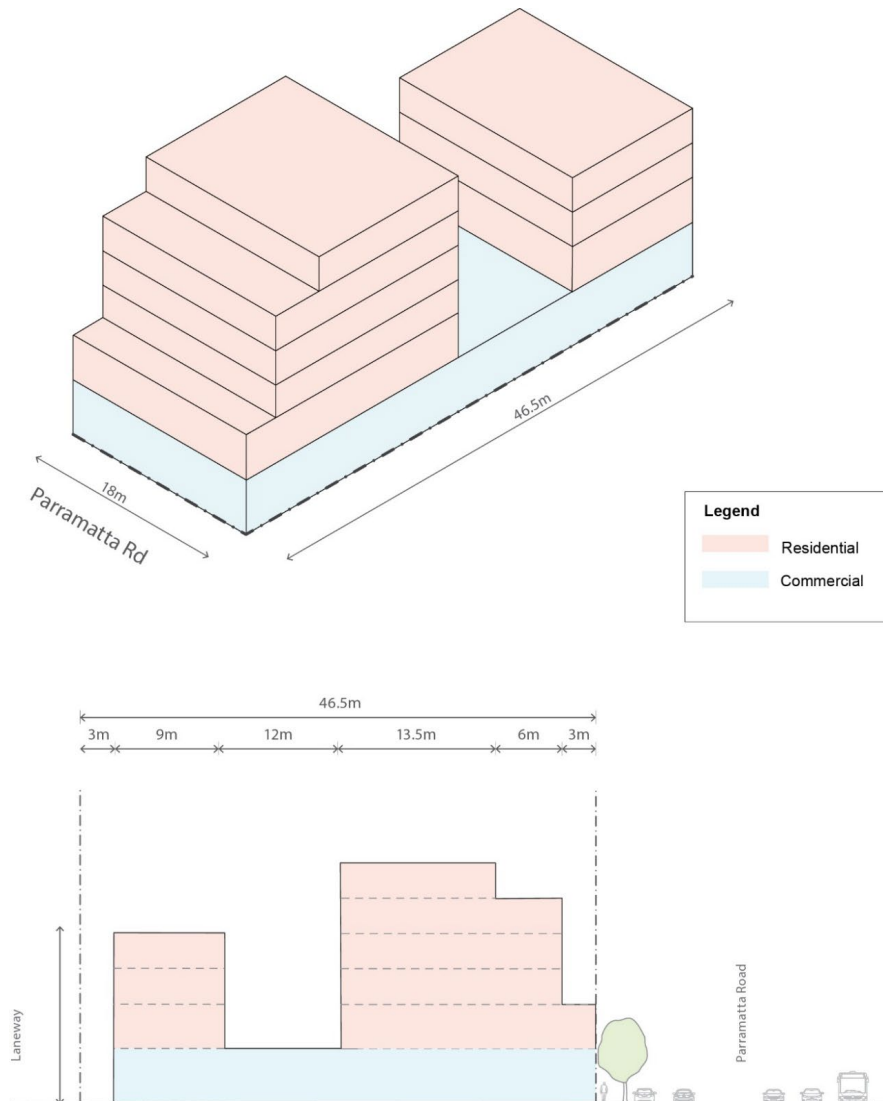 46.5m
18m
Parramatta Rd
Legend
Residential
Commercial
46.5m
3m 9m 12m 13.5m 6m 3m
Laneway
Parramatta Road